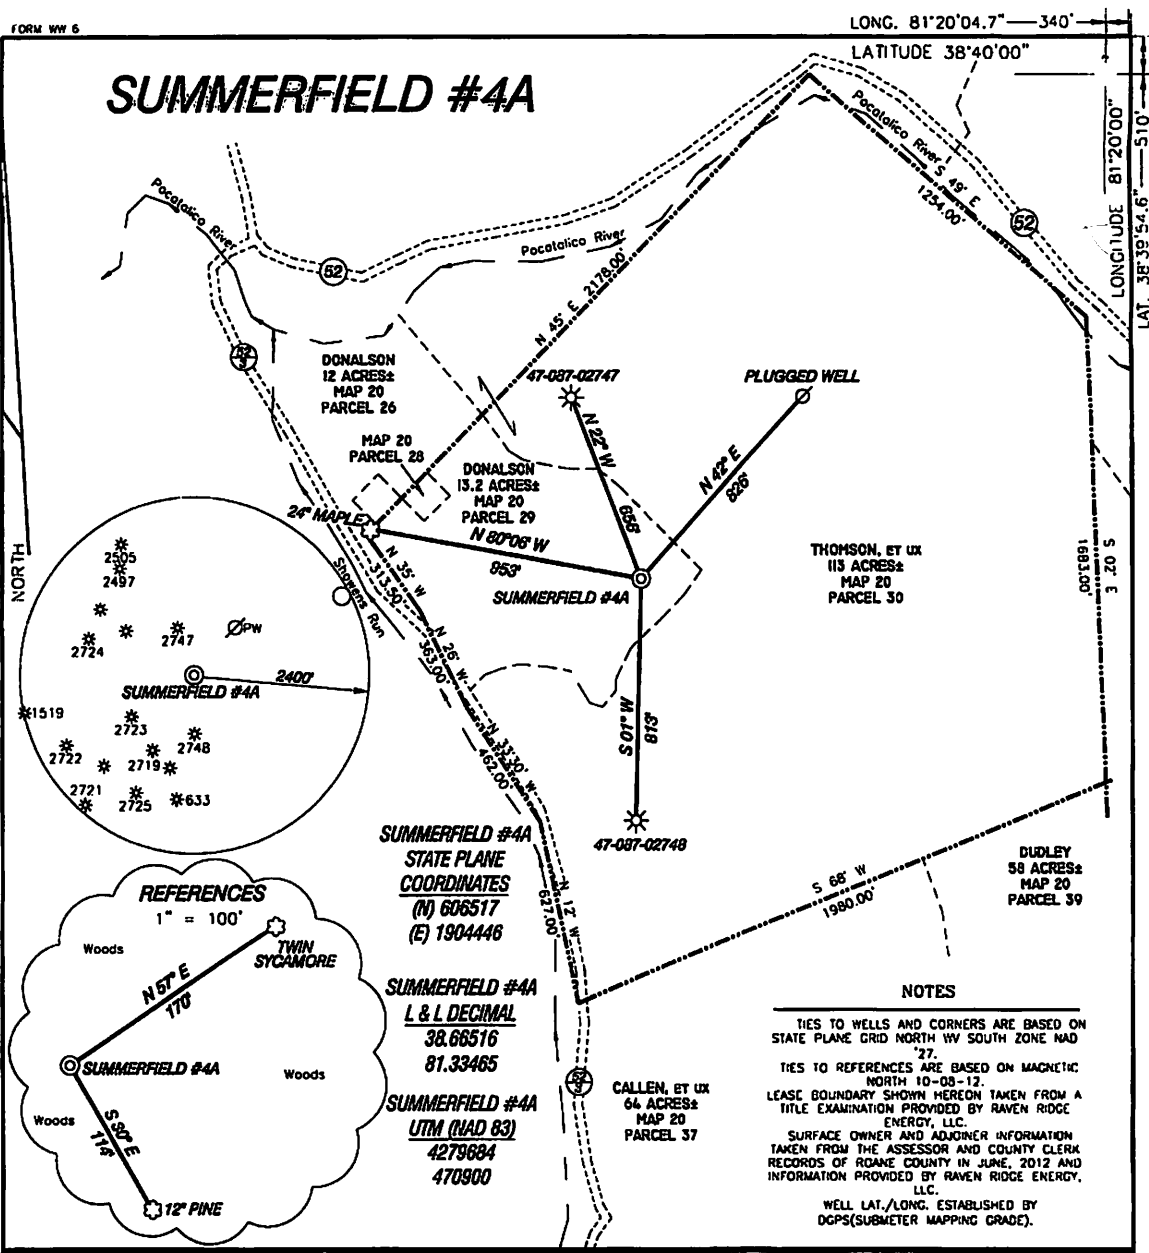 FORM WW 6
LONG. 81°20'04.7" 340'
LATITUDE 38°40'00"
SUMMERFIELD #4A
LONGITUDE 81°20'00"
LAT. 38°39'54.6" 510'
Pocatalico River
Pocatalico River
Pocatalico River
S 49° E
1254.00'
52
52
52
3
N 45° E 2178.00'
DONALSON
12 ACRES±
MAP 20
PARCEL 26
47-087-02747
PLUGGED WELL
MAP 20
PARCEL 28
DONALSON
13.2 ACRES±
MAP 20
PARCEL 29
N 22° W
656'
N 42° E
826'
24" MAPLE
N 80°06' W
953'
SUMMERFIELD #4A
THOMSON, ET UX
113 ACRES±
MAP 20
PARCEL 30
S 02° E
1683.00'
NORTH
Showens Run
N 35° W
313.50'
N 26° W
363.00'
N 33°30' W
462.00'
N 12° W
627.00'
S 01° W
813'
47-087-02748
S 68° W
1980.00'
DUDLEY
58 ACRES±
MAP 20
PARCEL 39
2505
2497
2724
2747
PW
SUMMERFIELD #4A
2400'
1519
2723
2748
2722
2719
2721
2725
633
SUMMERFIELD #4A
STATE PLANE
COORDINATES
(N) 606517
(E) 1904446
SUMMERFIELD #4A
L & L DECIMAL
38.66516
81.33465
SUMMERFIELD #4A
UTM (NAD 83)
4279684
470900
REFERENCES
1" = 100'
Woods
TWIN
SYCAMORE
N 57° E
170'
SUMMERFIELD #4A
Woods
Woods
S 30° E
114'
12" PINE
52
3
CALLEN, ET UX
64 ACRES±
MAP 20
PARCEL 37
NOTES
TIES TO WELLS AND CORNERS ARE BASED ON
STATE PLANE GRID NORTH WV SOUTH ZONE NAD
'27.
TIES TO REFERENCES ARE BASED ON MAGNETIC
NORTH 10-08-12.
LEASE BOUNDARY SHOWN HEREON TAKEN FROM A
TITLE EXAMINATION PROVIDED BY RAVEN RIDGE
ENERGY, LLC.
SURFACE OWNER AND ADJOINER INFORMATION
TAKEN FROM THE ASSESSOR AND COUNTY CLERK
RECORDS OF ROANE COUNTY IN JUNE, 2012 AND
INFORMATION PROVIDED BY RAVEN RIDGE ENERGY,
LLC.
WELL LAT./LONG. ESTABLISHED BY
DGPS(SUBMETER MAPPING GRADE).